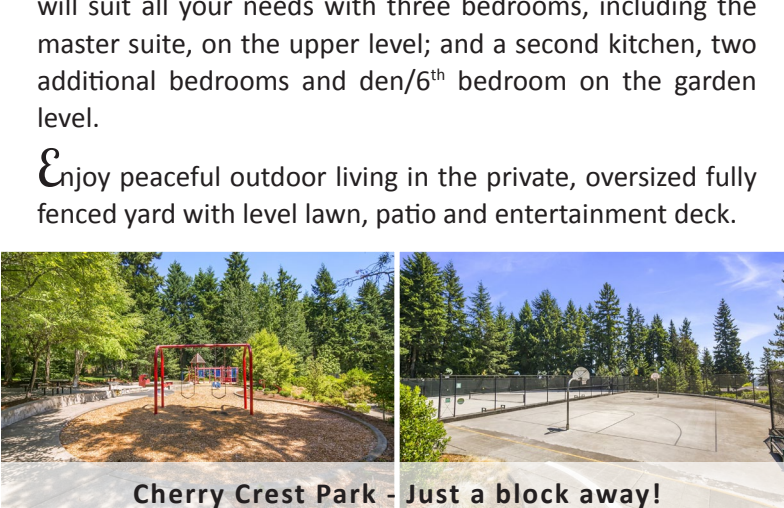 will suit all your needs with three bedrooms, including the
master suite, on the upper level; and a second kitchen, two
additional bedrooms and den/6th bedroom on the garden
level.
Enjoy peaceful outdoor living in the private, oversized fully
fenced yard with level lawn, patio and entertainment deck.
Cherry Crest Park - Just a block away!